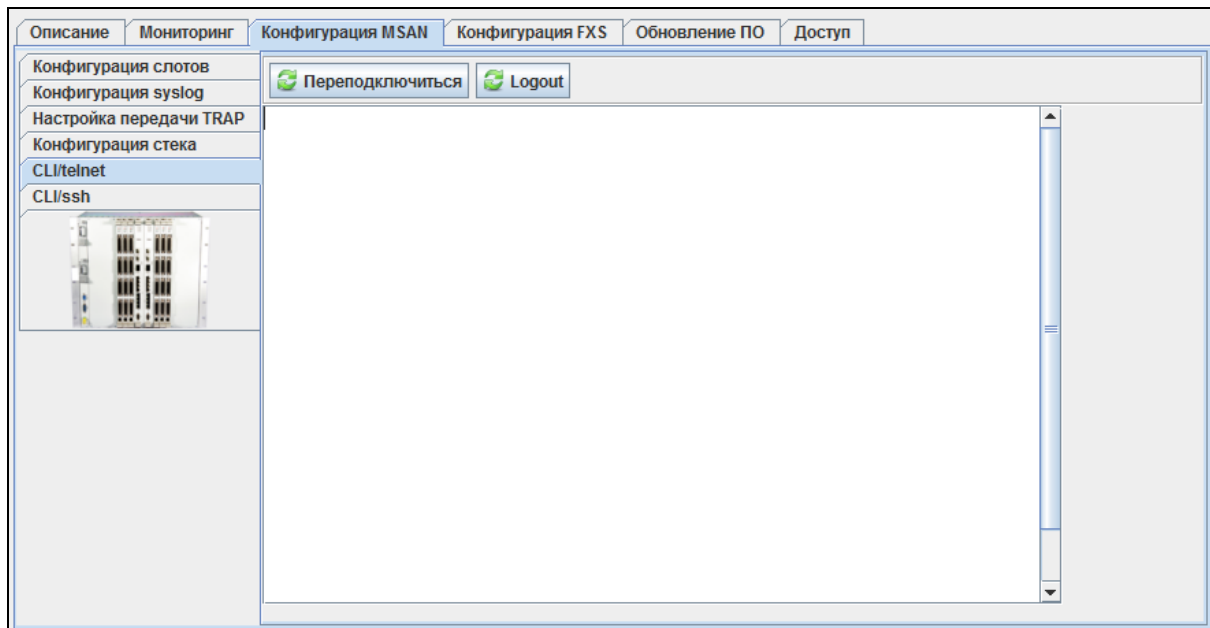 Описание Мониторинг Конфигурация MSAN Конфигурация FXS Обновление ПО Доступ
Конфигурация слотов
Конфигурация syslog
Настройка передачи TRAP
Конфигурация стека
CLI/telnet
CLI/ssh
Переподключиться Logout